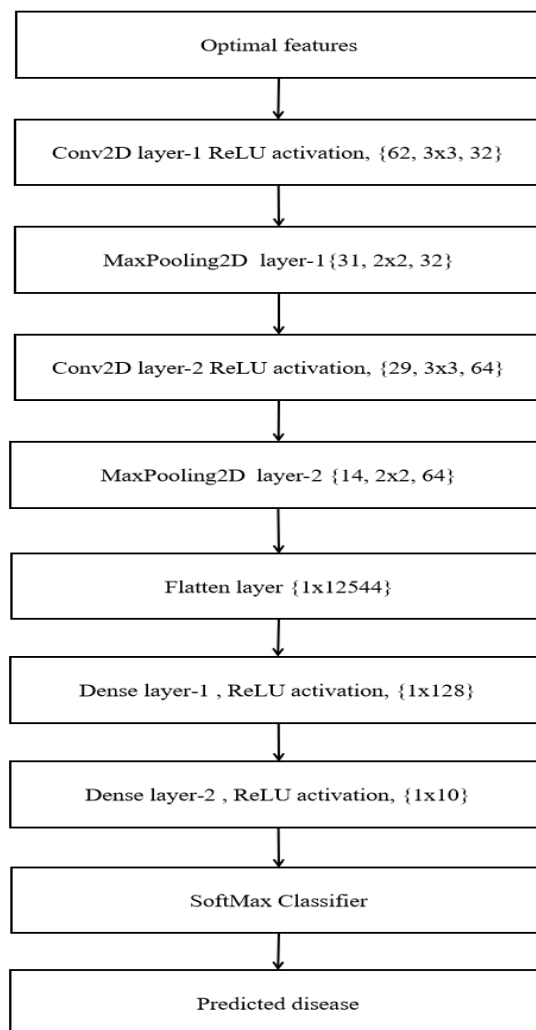 Optimal features
Conv2D layer-1 ReLU activation, {62, 3x3, 32}
MaxPooling2D layer-1{31, 2x2, 32}
Conv2D layer-2 ReLU activation, {29, 3x3, 64}
MaxPooling2D layer-2 {14, 2x2, 64}
Flatten layer {1x12544}
Dense layer-1 , ReLU activation, {1x128}
Dense layer-2 , ReLU activation, {1x10}
SoftMax Classifier
Predicted disease